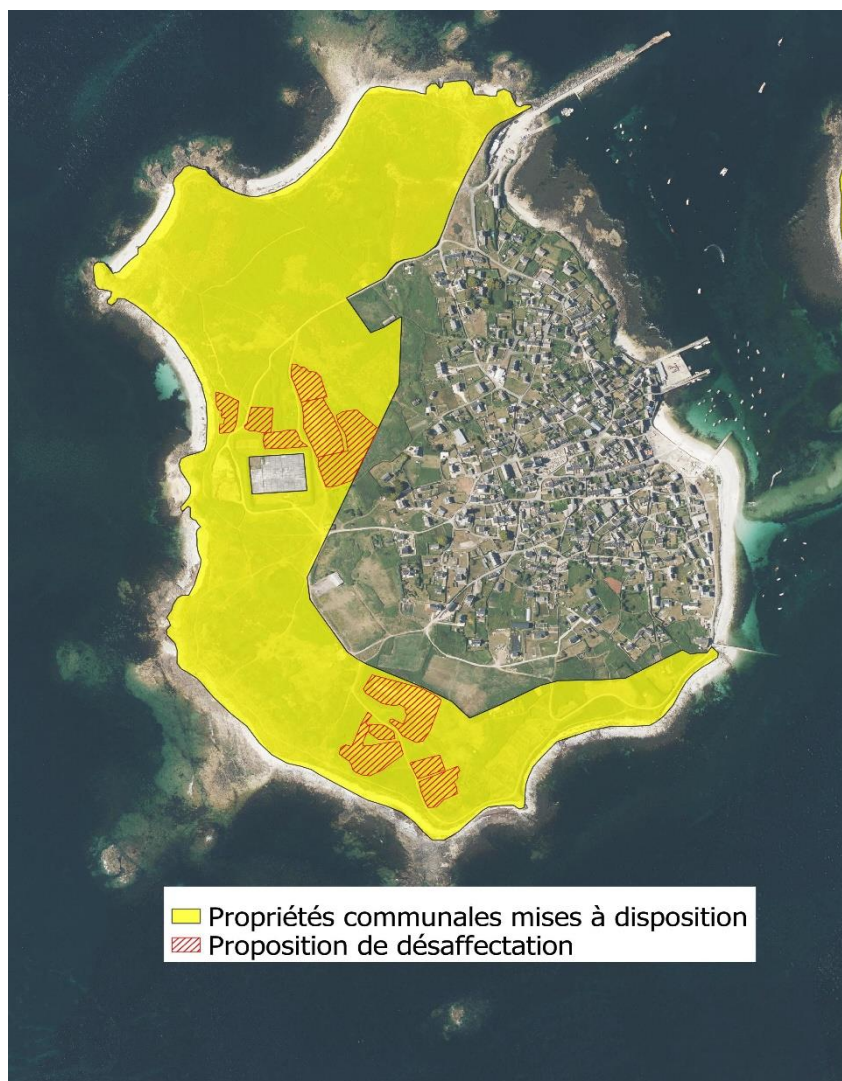 Propriétés communales mises à disposition
Proposition de désaffectation